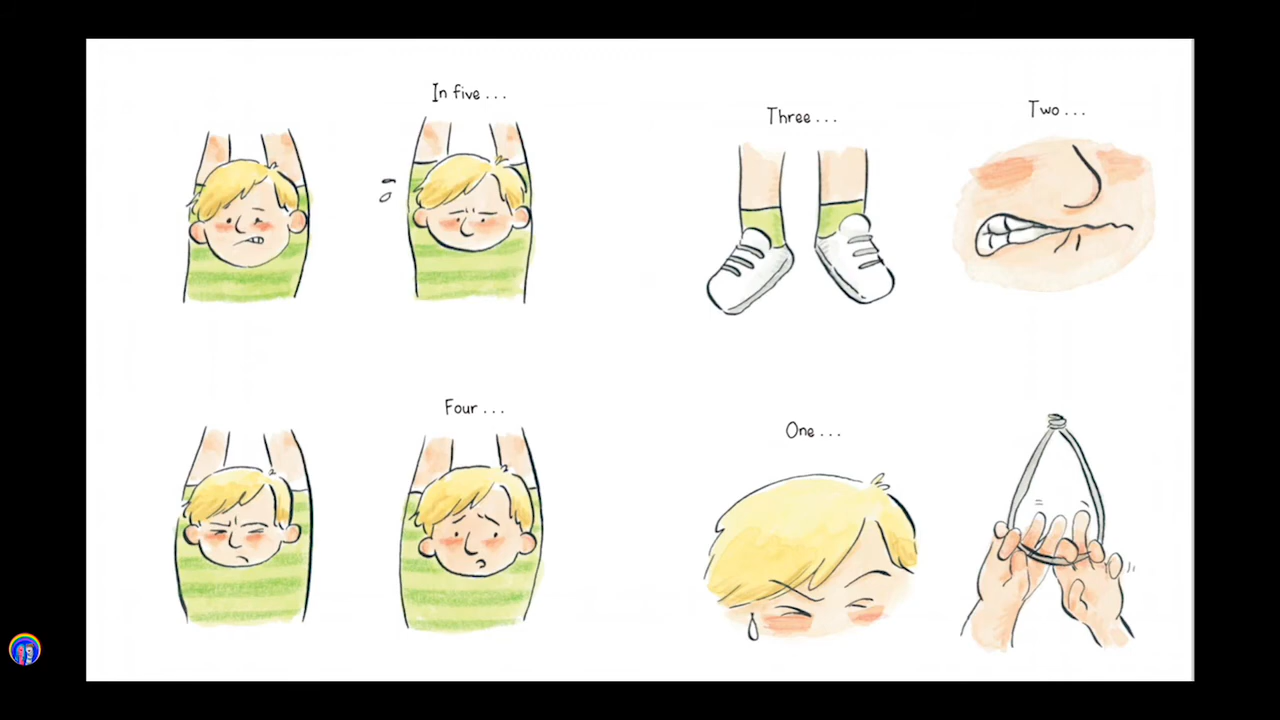 In five . . .
Four . . .
Three . . .
Two . . .
One . . .